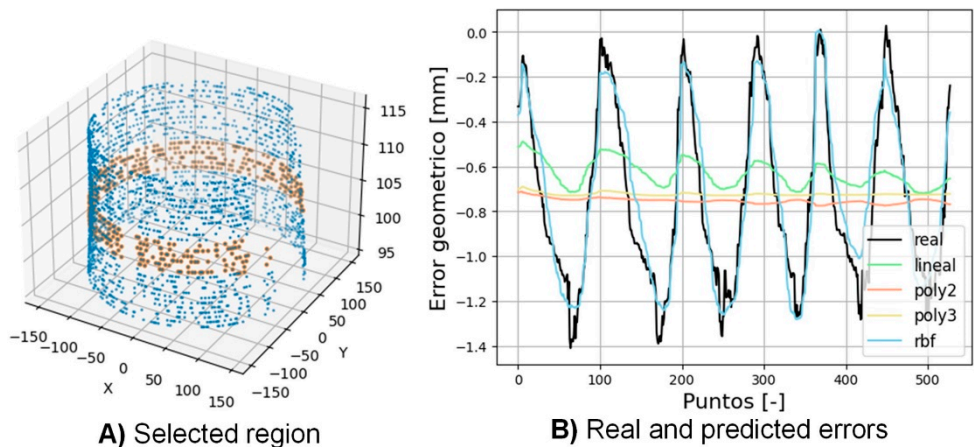 115
110
105
100
95
−150
−100
−50
0
50
100
150
X
−150
−100
−50
0
50
100
150
Y
A) Selected region
0.0
−0.2
−0.4
−0.6
−0.8
−1.0
−1.2
−1.4
Error geometrico [mm]
real
lineal
poly2
poly3
rbf
0 100 200 300 400 500
Puntos [-]
B) Real and predicted errors